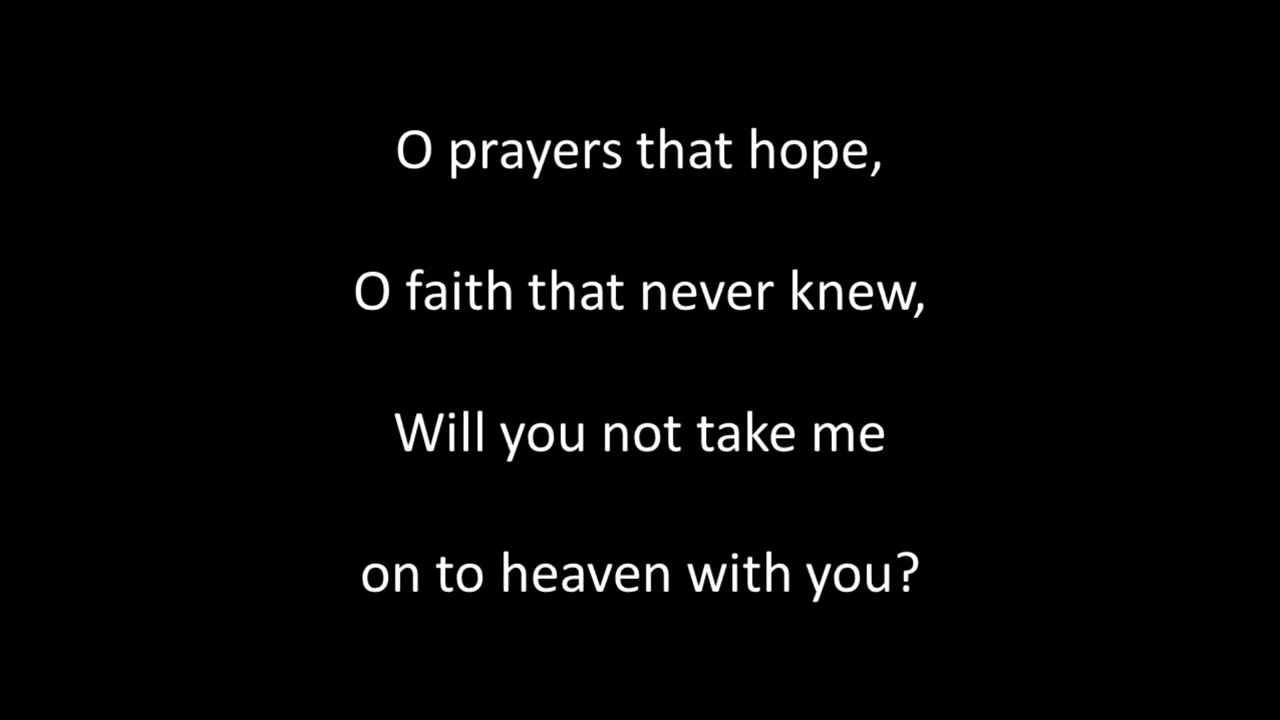 O prayers that hope,
O faith that never knew,
Will you not take me
on to heaven with you?